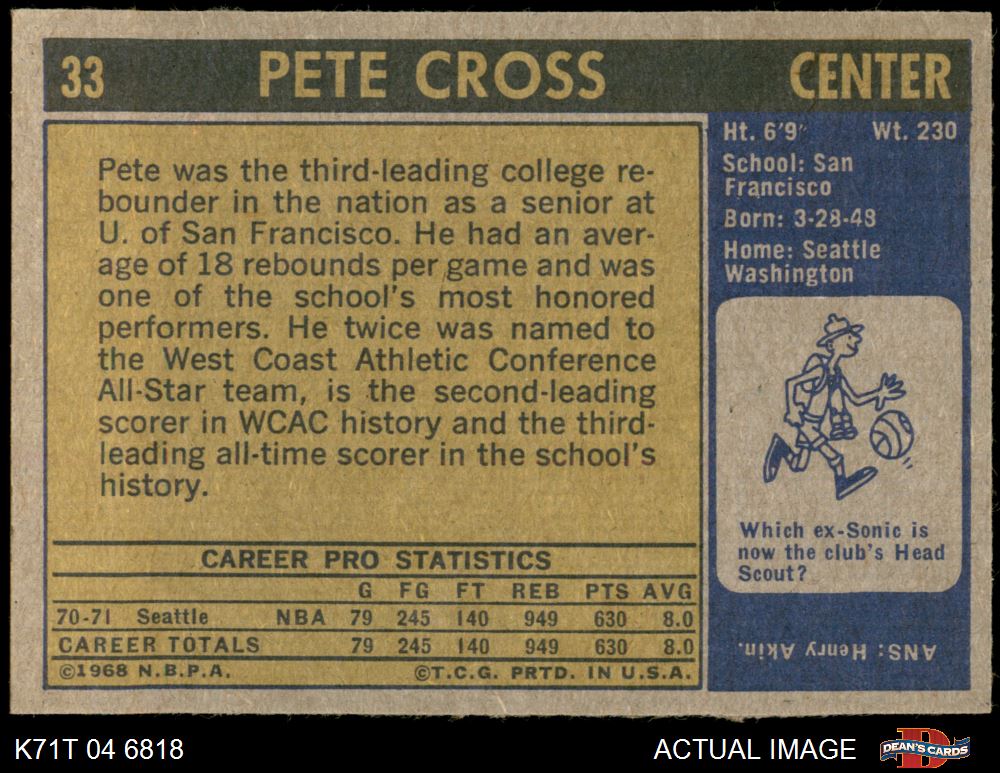 33 PETE CROSS CENTER
Pete was the third-leading college re-
bounder in the nation as a senior at
U. of San Francisco. He had an aver-
age of 18 rebounds per game and was
one of the school's most honored
performers. He twice was named to
the West Coast Athletic Conference
All-Star team, is the second-leading
scorer in WCAC history and the third-
leading all-time scorer in the school's
history.
CAREER PRO STATISTICS
G FG FT REB PTS AVG
70-71 Seattle NBA 79 245 140 949 630 8.0
CAREER TOTALS 79 245 140 949 630 8.0
©1968 N.B.P.A. ©T.C.G. PRTD. IN U.S.A.
Ht. 6'9" Wt. 230
School: San
Francisco
Born: 3-28-48
Home: Seattle
Washington
Which ex-Sonic is
now the club's Head
Scout?
ANS: Henry Akin.
K71T 04 6818 ACTUAL IMAGE DEAN'S CARDS